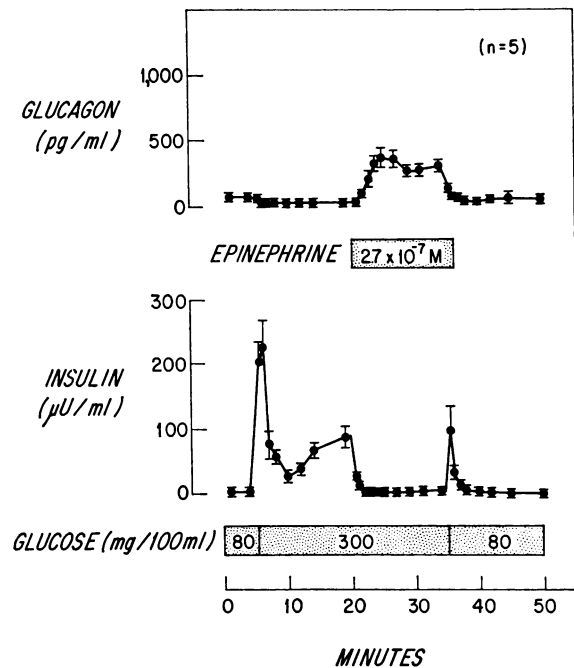 (n=5)
1,000
GLUCAGON
(pg/ml)
500
0
EPINEPHRINE
2.7 x 10⁻⁷ M
300
200
INSULIN
(µU/ml)
100
0
GLUCOSE (mg/100ml)
80
300
80
0 10 20 30 40 50
MINUTES